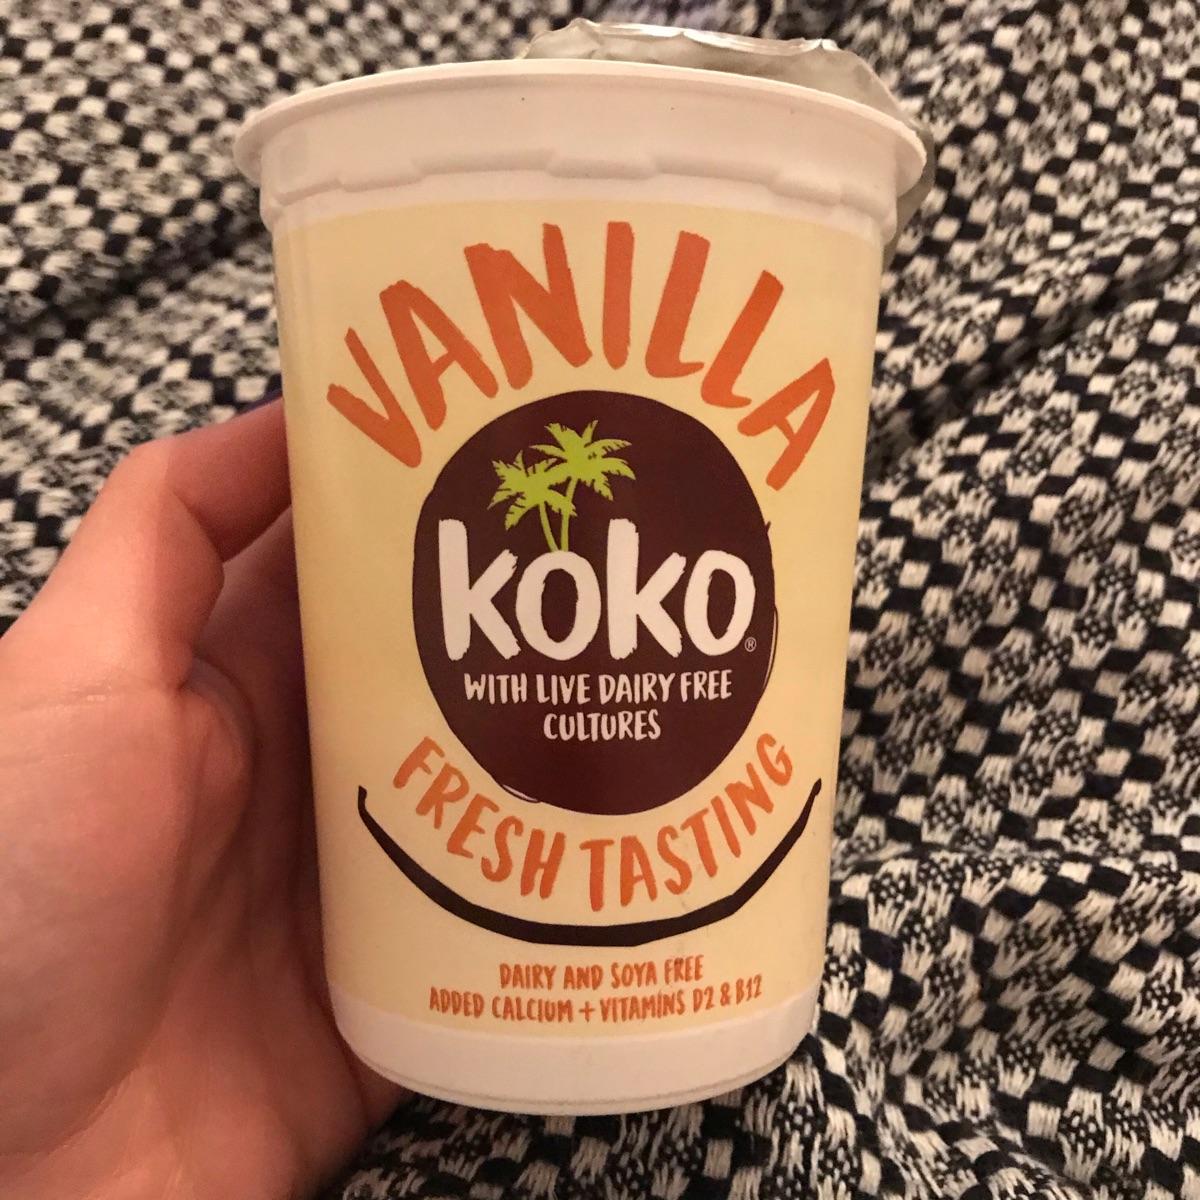 VANILLA
koko®
WITH LIVE DAIRY FREE
CULTURES
FRESH TASTING
DAIRY AND SOYA FREE
ADDED CALCIUM + VITAMINS D2 & B12